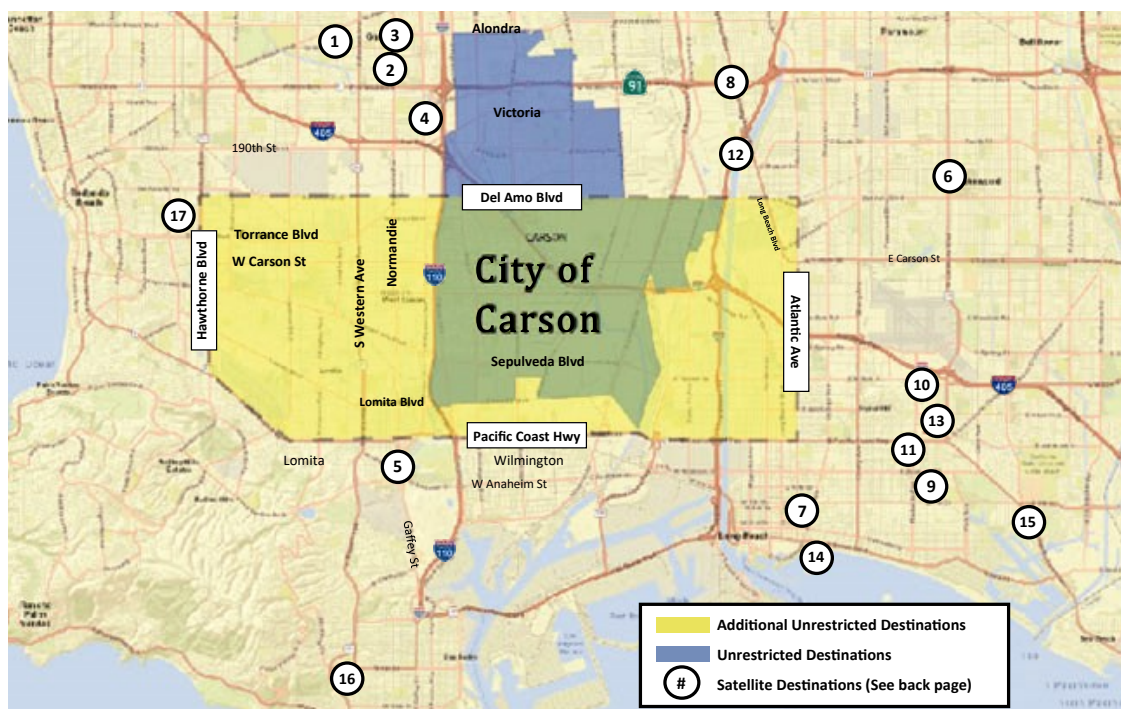 Alondra
1
3
2
91
8
Victoria
4
405
190th St
12
6
17
Del Amo Blvd
Long Beach Blvd
Torrance Blvd
W Carson St
Normandie
CARSON
E Carson St
City of
Carson
110
Hawthorne Blvd
S Western Ave
Atlantic Ave
Sepulveda Blvd
Lomita Blvd
10
405
13
Pacific Coast Hwy
11
Lomita
5
Wilmington
W Anaheim St
9
7
15
Gaffey St
Long Beach
110
14
16
Additional Unrestricted Destinations
Unrestricted Destinations
# Satellite Destinations (See back page)